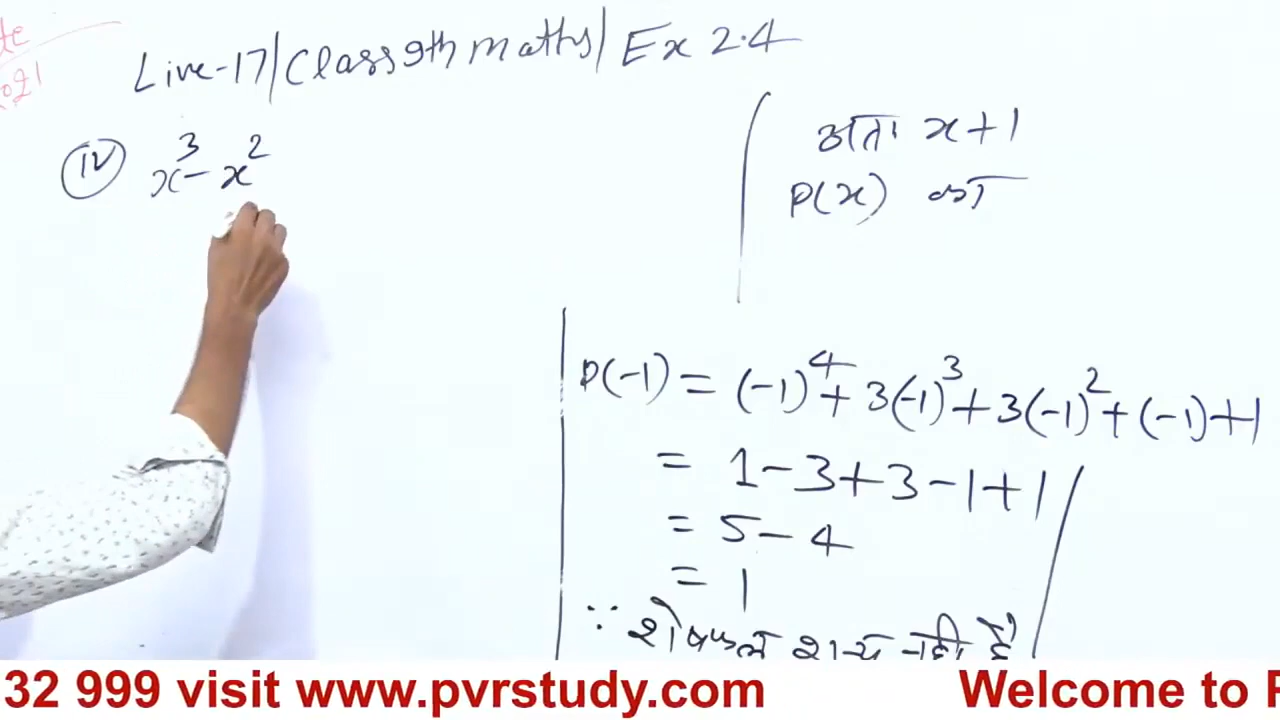 Live-17/Class 9th maths/Ex 2.4
(iv) x³ - x²
अतः x+1
P(x) का
P(-1) = (-1)⁴ + 3(-1)³ + 3(-1)² + (-1) + 1
= 1 - 3 + 3 - 1 + 1
= 5 - 4
= 1
∵ शेषफल शून्य नहीं है
32 999 visit www.pvrstudy.com Welcome to